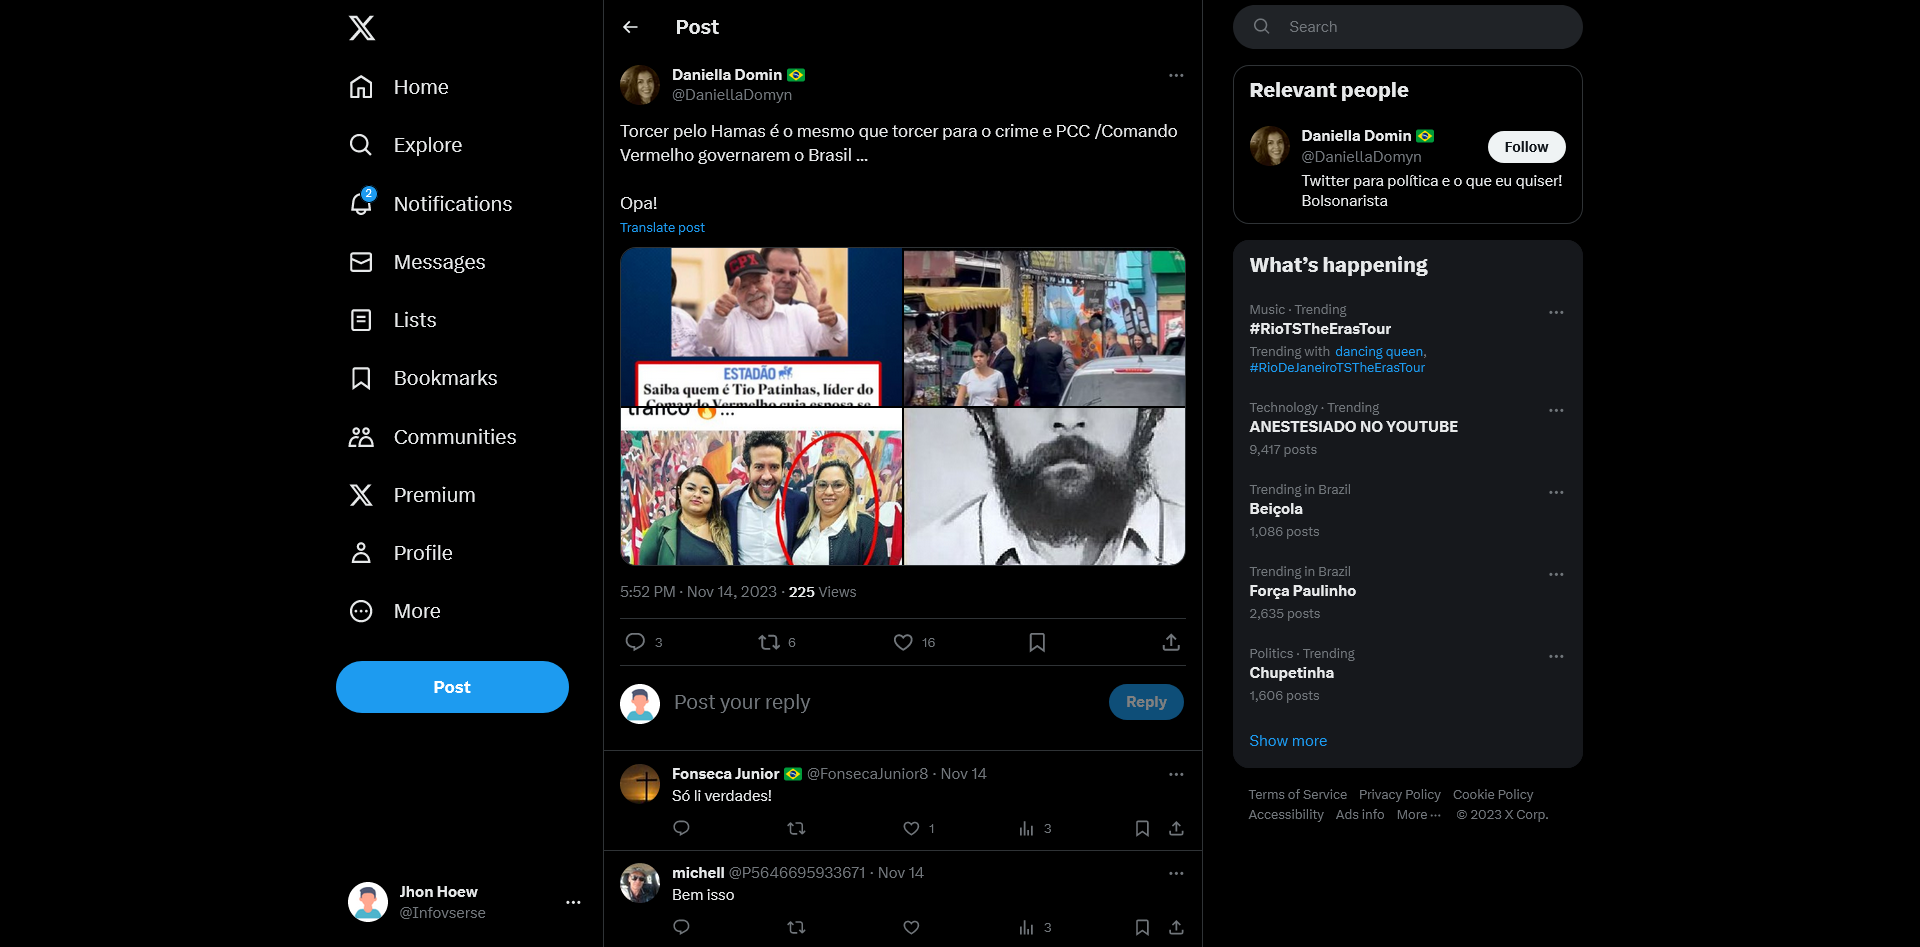 Home
Explore
2
Notifications
Messages
Lists
Bookmarks
Communities
Premium
Profile
More
Post
Jhon Hoew
@Infovserse
Post
Daniella Domin
@DaniellaDomyn
Torcer pelo Hamas é o mesmo que torcer para o crime e PCC /Comando
Vermelho governarem o Brasil ...
Opa!
Translate post
CPX
ESTADÃO
Saiba quem é Tio Patinhas, líder do
Comando Vermelho cuja esposa se
tranco 🔥...
5:52 PM · Nov 14, 2023 · 225 Views
3 6 16
Post your reply
Reply
Fonseca Junior @FonsecaJunior8 · Nov 14
Só li verdades!
1 3
michell @P5646695933671 · Nov 14
Bem isso
3
Search
Relevant people
Daniella Domin
@DaniellaDomyn
Follow
Twitter para política e o que eu quiser!
Bolsonarista
What's happening
Music · Trending
#RioTSTheErasTour
Trending with dancing queen,
#RioDeJaneiroTSTheErasTour
Technology · Trending
ANESTESIADO NO YOUTUBE
9,417 posts
Trending in Brazil
Beiçola
1,086 posts
Trending in Brazil
Força Paulinho
2,635 posts
Politics · Trending
Chupetinha
1,606 posts
Show more
Terms of Service Privacy Policy Cookie Policy
Accessibility Ads info More ··· © 2023 X Corp.